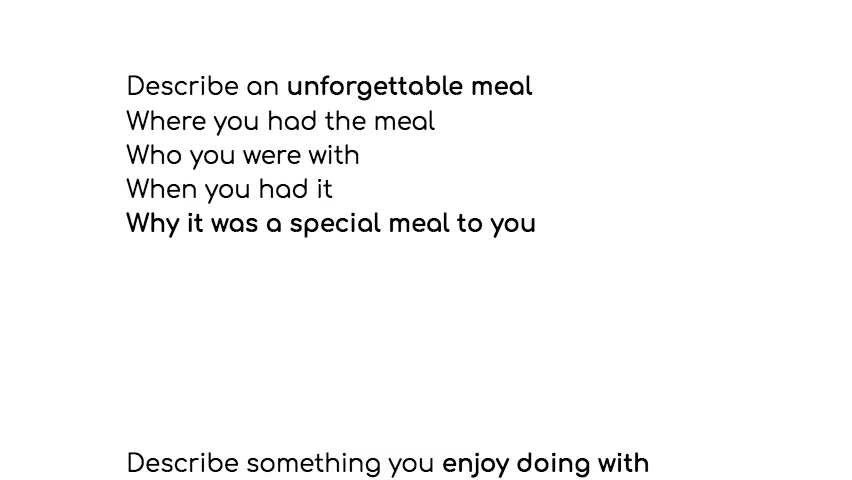 Describe an unforgettable meal
Where you had the meal
Who you were with
When you had it
Why it was a special meal to you
Describe something you enjoy doing with